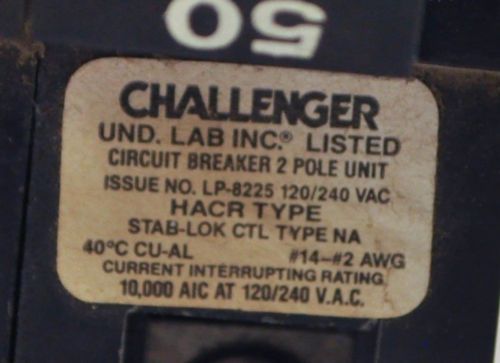 50
CHALLENGER
UND. LAB INC.® LISTED
CIRCUIT BREAKER 2 POLE UNIT
ISSUE NO. LP-8225 120/240 VAC
HACR TYPE
STAB-LOK CTL TYPE NA
40°C CU-AL #14-#2 AWG
CURRENT INTERRUPTING RATING
10,000 AIC AT 120/240 V.A.C.